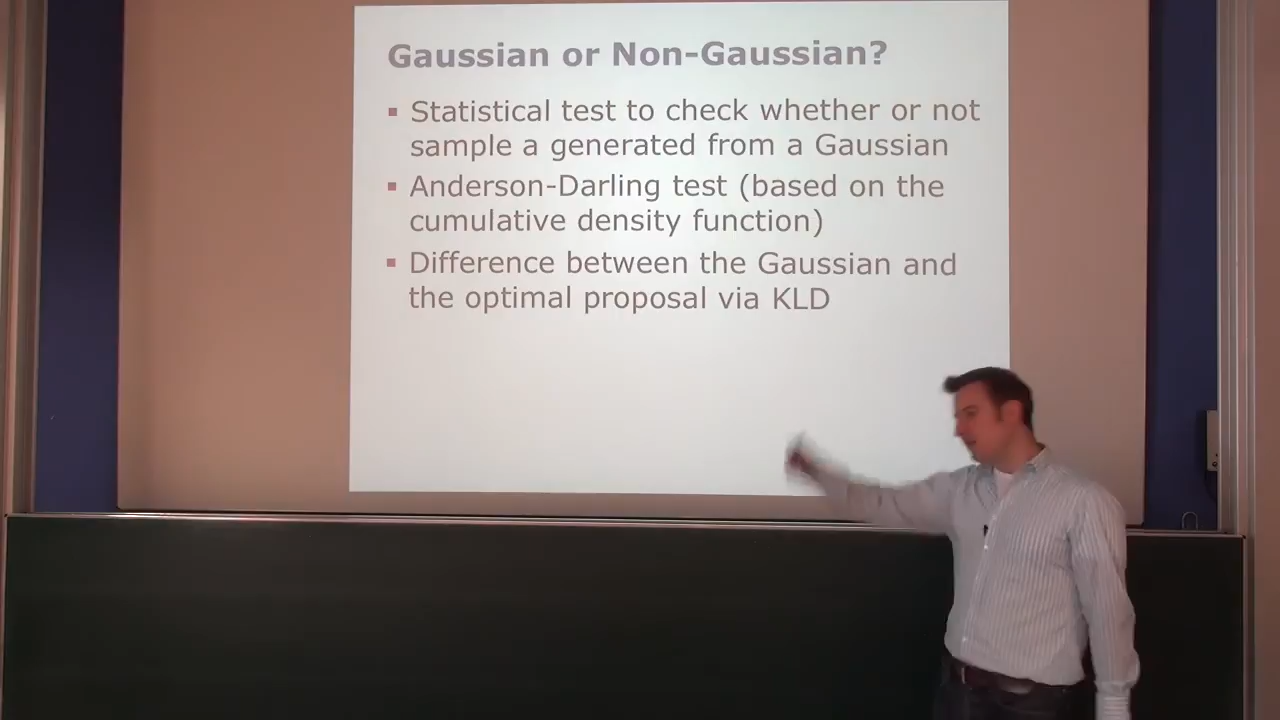 Gaussian or Non-Gaussian?
▪ Statistical test to check whether or not
sample a generated from a Gaussian
▪ Anderson-Darling test (based on the
cumulative density function)
▪ Difference between the Gaussian and
the optimal proposal via KLD